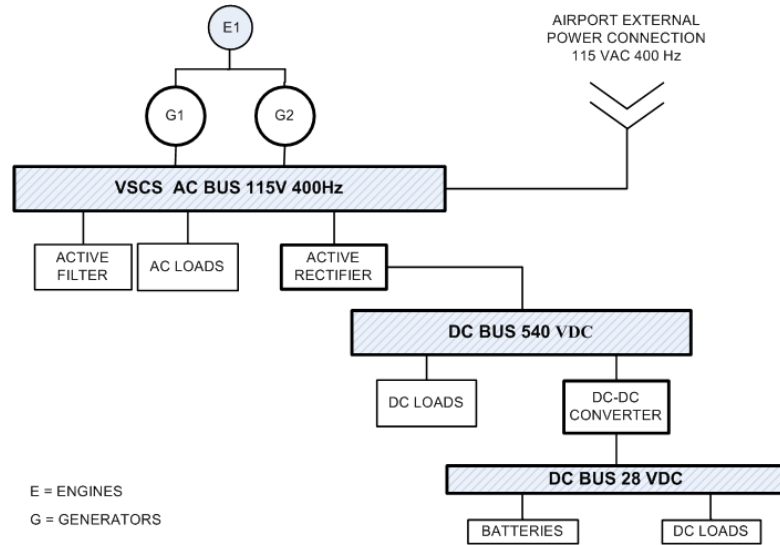 E1
AIRPORT EXTERNAL
POWER CONNECTION
115 VAC 400 Hz
G1
G2
VSCS AC BUS 115V 400Hz
ACTIVE
FILTER
AC LOADS
ACTIVE
RECTIFIER
DC BUS 540 VDC
DC LOADS
DC-DC
CONVERTER
DC BUS 28 VDC
E = ENGINES
G = GENERATORS
BATTERIES
DC LOADS